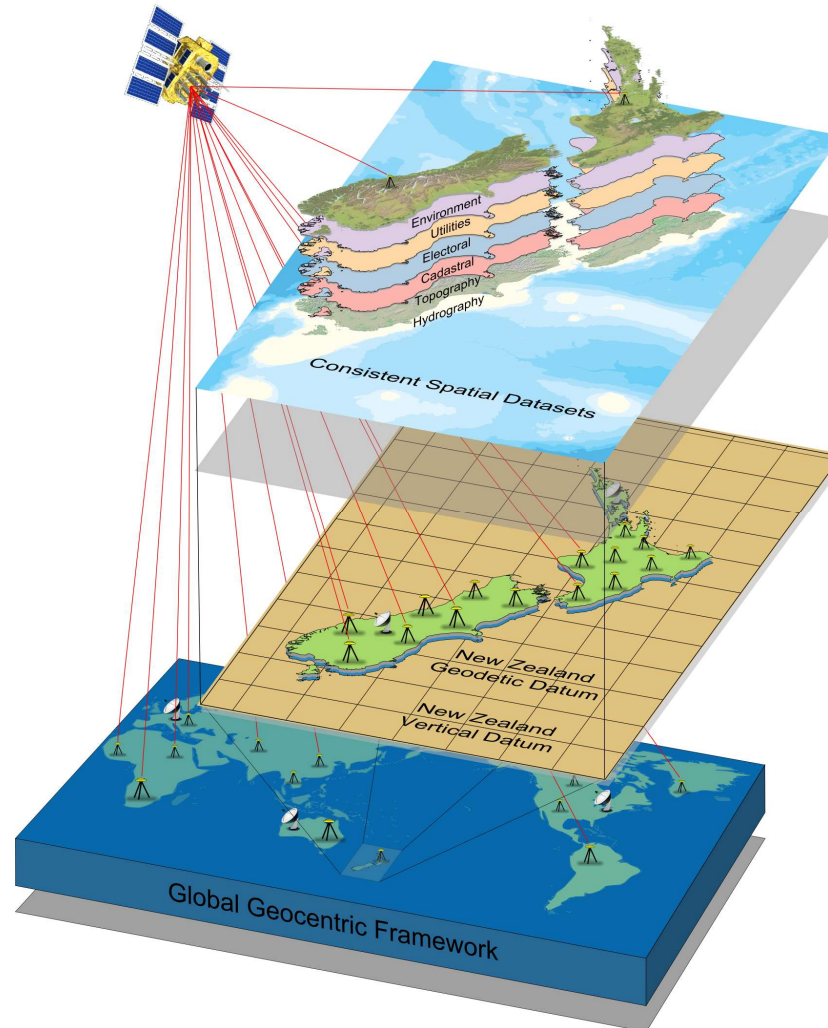 Environment
Utilities
Electoral
Cadastral
Topography
Hydrography
Consistent Spatial Datasets
New Zealand
Geodetic Datum
New Zealand
Vertical Datum
Global Geocentric Framework